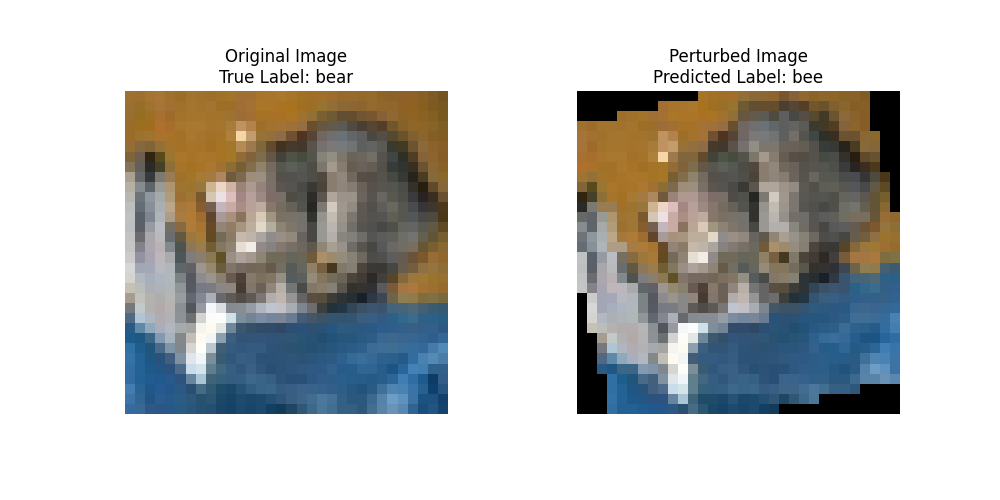 Original Image
True Label: bear
Perturbed Image
Predicted Label: bee